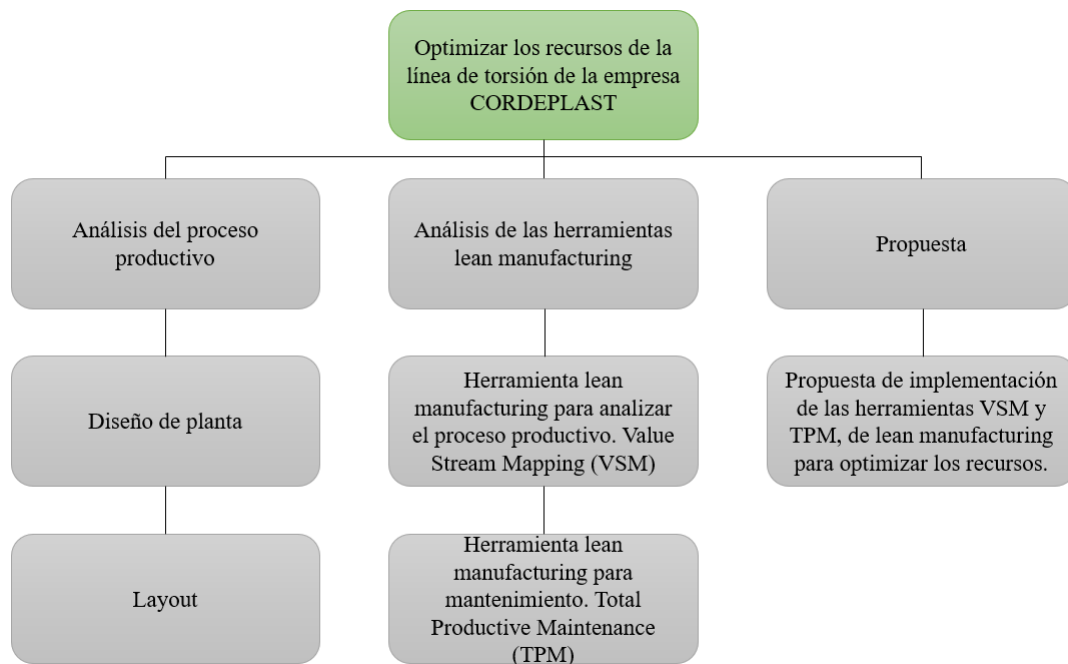 Optimizar los recursos de la
línea de torsión de la empresa
CORDEPLAST
Análisis del proceso
productivo
Análisis de las herramientas
lean manufacturing
Propuesta
Diseño de planta
Herramienta lean
manufacturing para analizar
el proceso productivo. Value
Stream Mapping (VSM)
Propuesta de implementación
de las herramientas VSM y
TPM, de lean manufacturing
para optimizar los recursos.
Layout
Herramienta lean
manufacturing para
mantenimiento. Total
Productive Maintenance
(TPM)